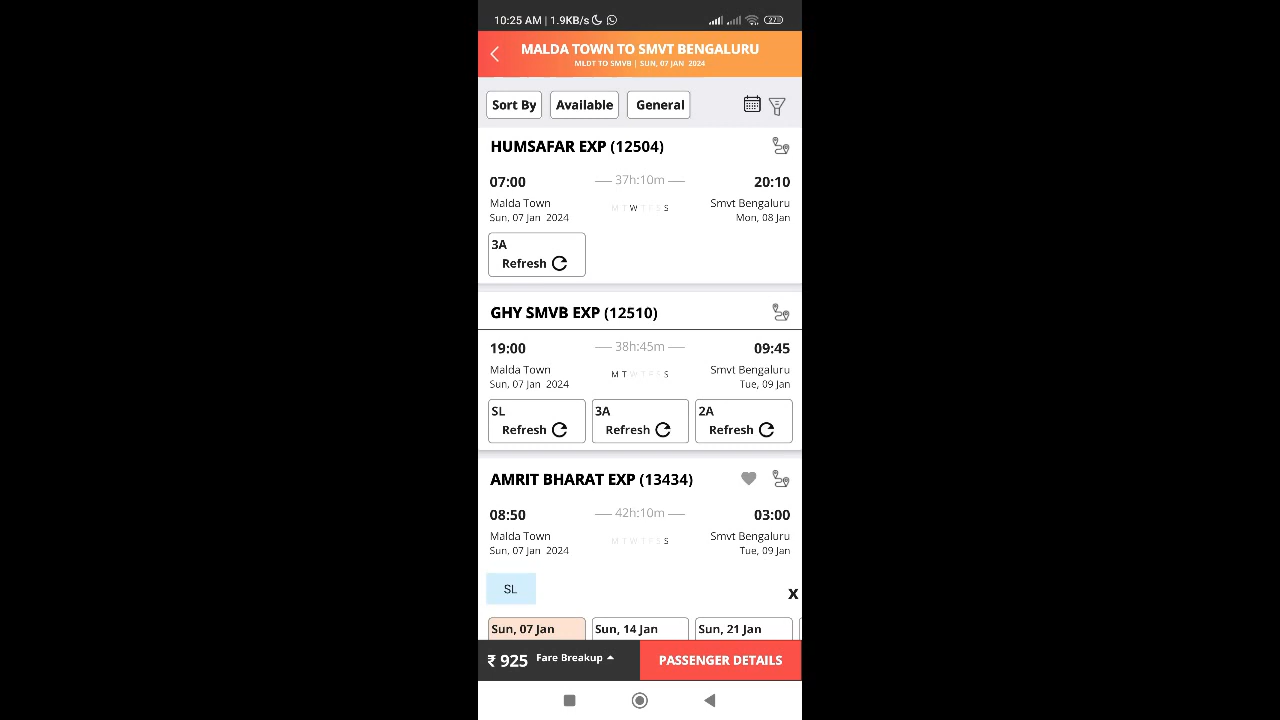 10:25 AM | 1.9KB/s 27
MALDA TOWN TO SMVT BENGALURU
MLDT TO SMVB | SUN, 07 JAN 2024
Sort By Available General
HUMSAFAR EXP (12504)
07:00 37h:10m 20:10
Malda Town M T W T F S S Smvt Bengaluru
Sun, 07 Jan 2024 Mon, 08 Jan
3A
Refresh
GHY SMVB EXP (12510)
19:00 38h:45m 09:45
Malda Town M T W T F S S Smvt Bengaluru
Sun, 07 Jan 2024 Tue, 09 Jan
SL 3A 2A
Refresh Refresh Refresh
AMRIT BHARAT EXP (13434)
08:50 42h:10m 03:00
Malda Town M T W T F S S Smvt Bengaluru
Sun, 07 Jan 2024 Tue, 09 Jan
SL X
Sun, 07 Jan Sun, 14 Jan Sun, 21 Jan
₹ 925 Fare Breakup PASSENGER DETAILS